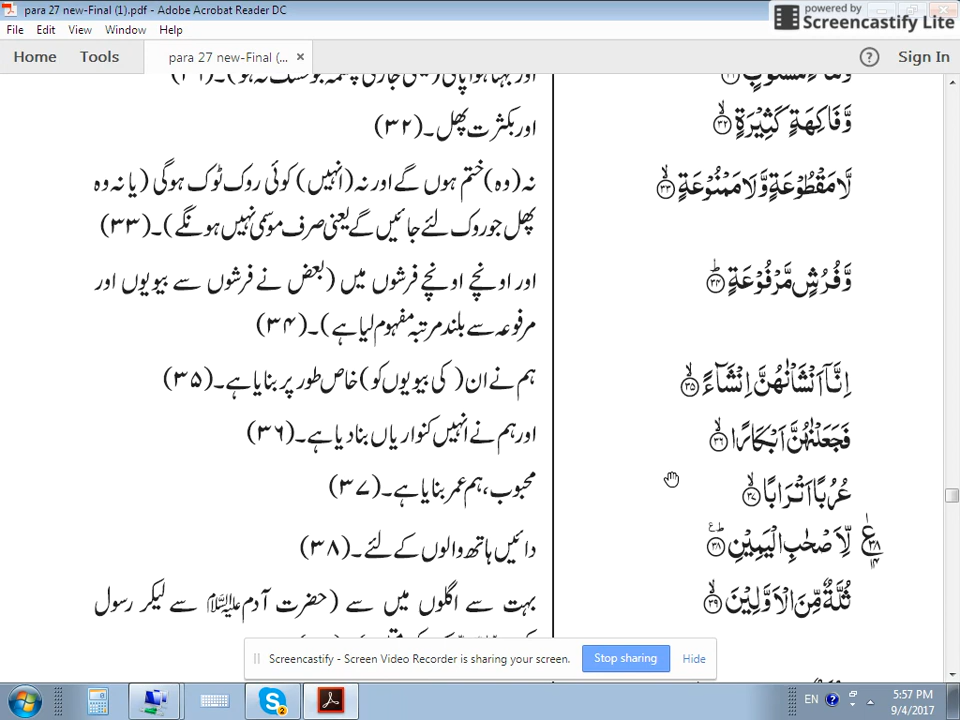 para 27 new-Final (1).pdf - Adobe Acrobat Reader DC
powered by
Screencastify Lite
File Edit View Window Help
Home Tools para 27 new-Final (... × ? Sign In
وَّفَاكِهَةٍ كَثِيْرَةٍ ۙ۳۲
اور بکثرت پھل۔ (۳۲)
لَّا مَقْطُوْعَةٍ وَّلَا مَمْنُوْعَةٍ ۙ۳۳
نہ (وہ) ختم ہوں گے اور نہ (انہیں) کوئی روک ٹوک ہوگی (یا نہ وہ
پھل جو روک لئے جائیں گے یعنی صرف موسمی نہیں ہونگے)۔ (۳۳)
وَّفُرُشٍ مَّرْفُوْعَةٍ ؕ۳۴
اور اونچے اونچے فرشوں میں (بعض نے فرشوں سے بیویوں اور
مرفوعہ سے بلند مرتبہ مفہوم لیا ہے)۔ (۳۴)
اِنَّاۤ اَنْشَاْنٰهُنَّ اِنْشَآءً ۙ۳۵
ہم نے ان (کی بیویوں کو) خاص طور پر بنایا ہے۔ (۳۵)
فَجَعَلْنٰهُنَّ اَبْكَارًا ۙ۳۶
اور ہم نے انہیں کنواریاں بنا دیا ہے۔ (۳۶)
عُرُبًا اَتْرَابًا ۙ۳۷
محبوب، ہم عمر بنایا ہے۔ (۳۷)
لِّاَصْحٰبِ الْيَمِيْنِ ؕ۳۸
دائیں ہاتھ والوں کے لئے۔ (۳۸)
ثُلَّةٌ مِّنَ الْاَوَّلِيْنَ ۙ۳۹
بہت سے اگلوں میں سے (حضرت آدم علیہ السلام سے لیکر رسول
Screencastify - Screen Video Recorder is sharing your screen. Stop sharing Hide
EN 5:57 PM
9/4/2017